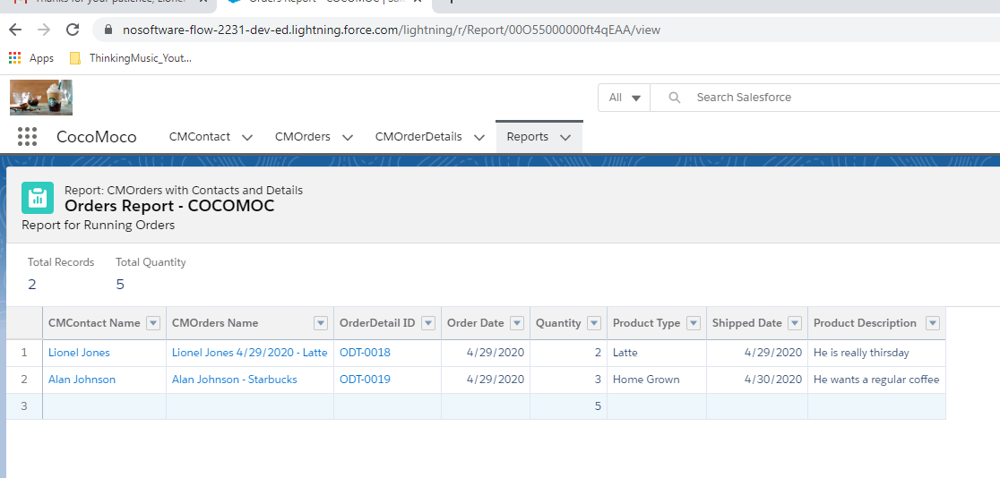 Thanks for your patience, Lione
Orders Report - COCOMOC | Sal
nosoftware-flow-2231-dev-ed.lightning.force.com/lightning/r/Report/00O55000000ft4qEAA/view
Apps ThinkingMusic_Yout...
All Search Salesforce
CocoMoco CMContact CMOrders CMOrderDetails Reports
Report: CMOrders with Contacts and Details
Orders Report - COCOMOC
Report for Running Orders
Total Records Total Quantity
2 5
CMContact Name CMOrders Name OrderDetail ID Order Date Quantity Product Type Shipped Date Product Description
1 Lionel Jones Lionel Jones 4/29/2020 - Latte ODT-0018 4/29/2020 2 Latte 4/29/2020 He is really thirsday
2 Alan Johnson Alan Johnson - Starbucks ODT-0019 4/29/2020 3 Home Grown 4/30/2020 He wants a regular coffee
3 5